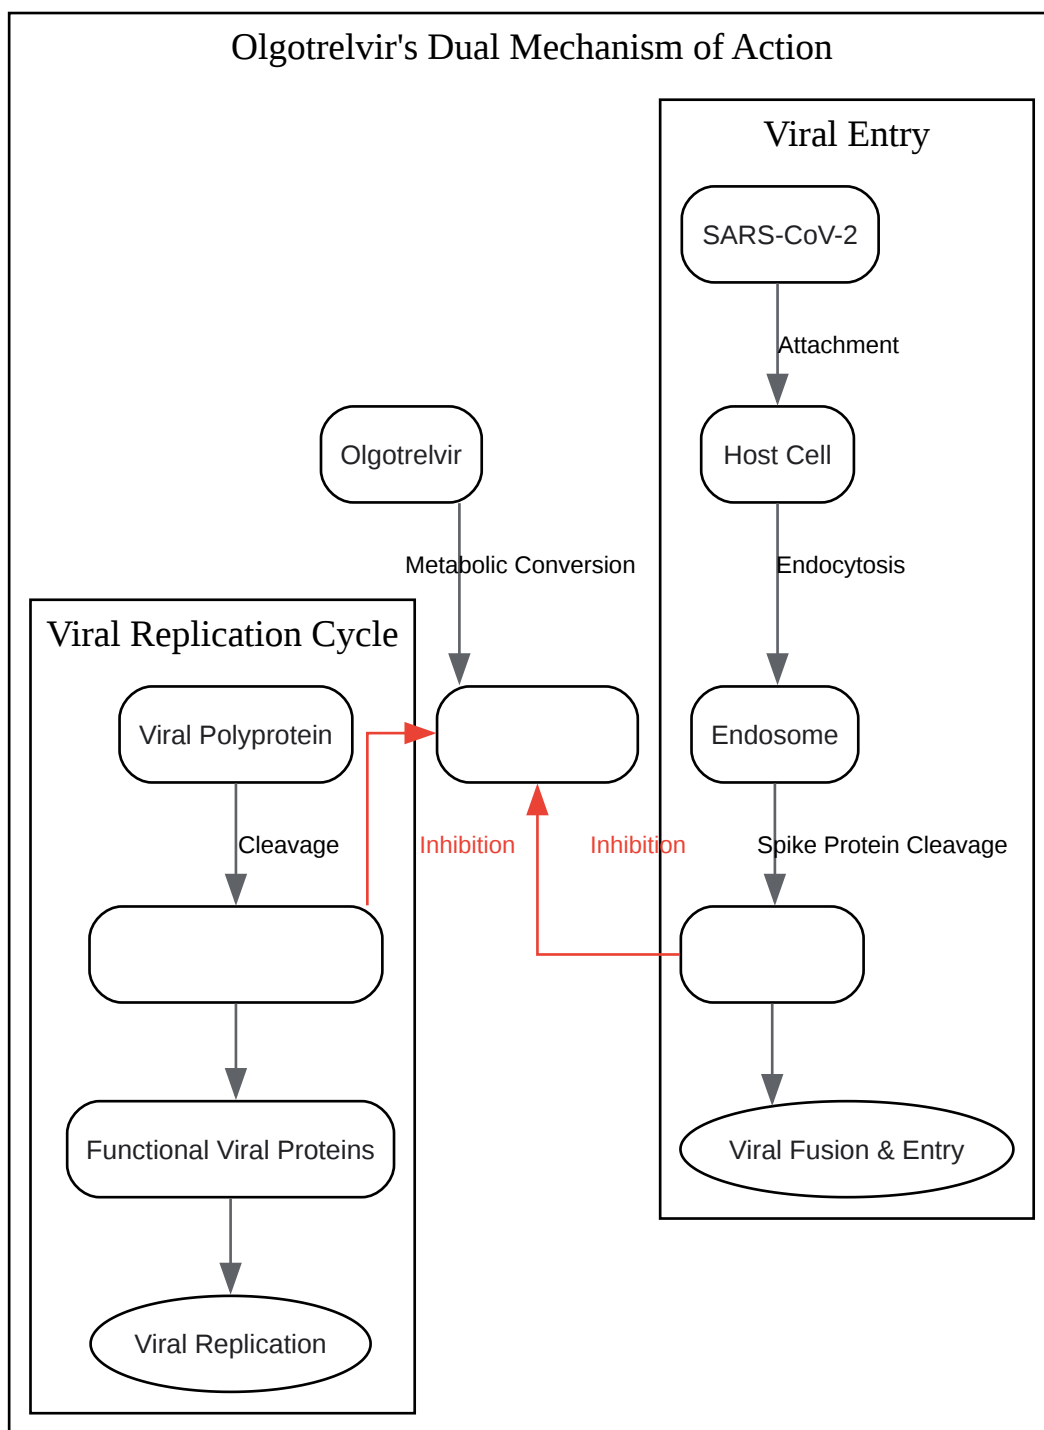 Olgotrelvir's Dual Mechanism of Action
Viral Entry
SARS-CoV-2
Attachment
Olgotrelvir
Host Cell
Metabolic Conversion
Endocytosis
Viral Replication Cycle
Viral Polyprotein
Endosome
Cleavage
Inhibition
Inhibition
Spike Protein Cleavage
Functional Viral Proteins
Viral Fusion & Entry
Viral Replication